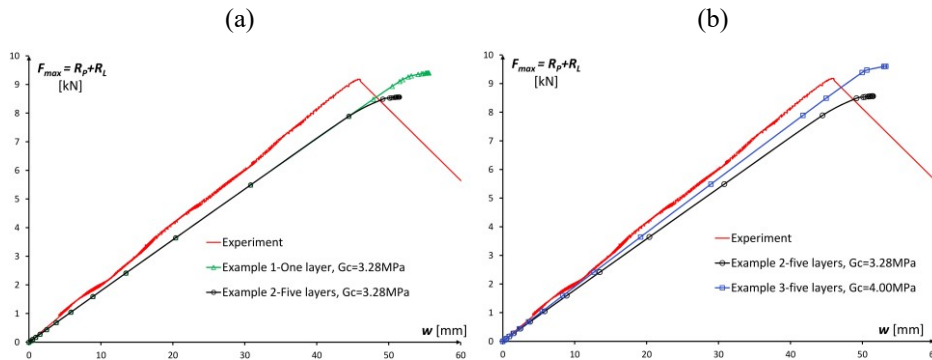 (a)
(b)
F_max = R_P+R_L
[kN]
10
9
8
7
6
5
4
3
2
1
0
Experiment
Example 1-One layer, Gc=3.28MPa
Example 2-Five layers, Gc=3.28MPa
w [mm]
0 10 20 30 40 50 60
F_max = R_P+R_L
[kN]
10
9
8
7
6
5
4
3
2
1
0
Experiment
Example 2-five layers, Gc=3.28MPa
Example 3-five layers, Gc=4.00MPa
w [mm]
0 10 20 30 40 50 60